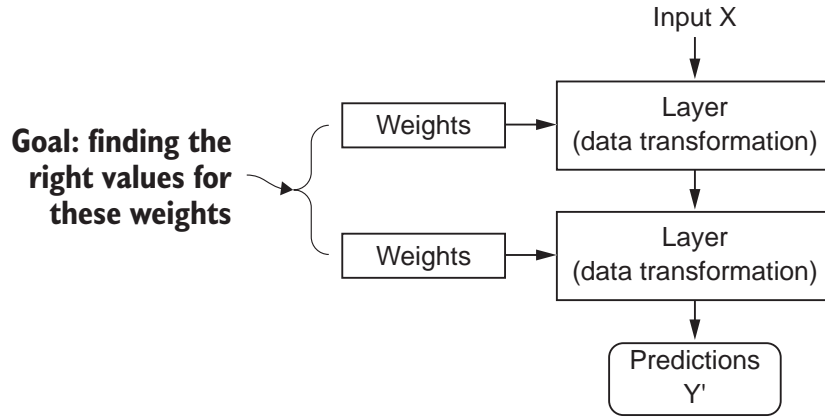 Input X
Goal: finding the
right values for
these weights
Weights
Layer
(data transformation)
Weights
Layer
(data transformation)
Predictions
Y'